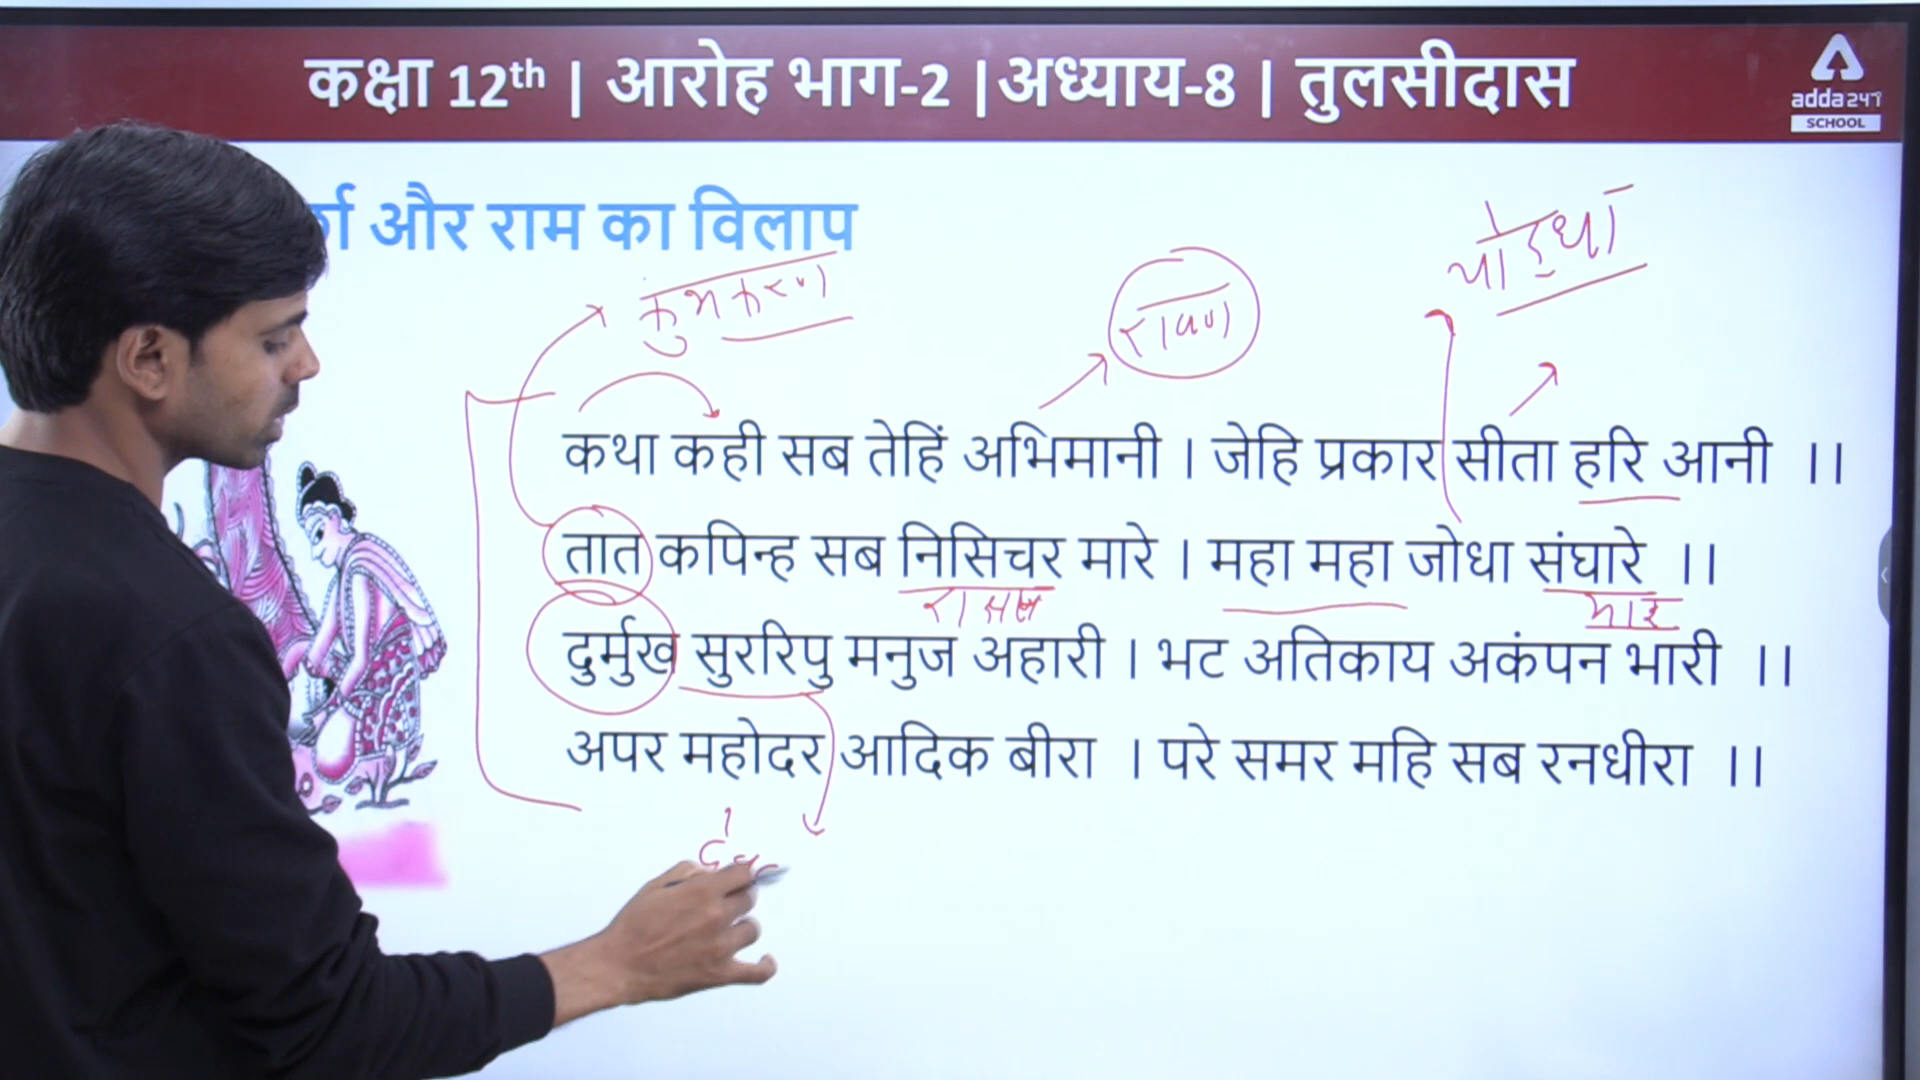 कक्षा 12th | आरोह भाग-2 |अध्याय-8 | तुलसीदास
adda247
SCHOOL
और राम का विलाप
कुंभकरण
रावण
योद्धा
कथा कही सब तेहिं अभिमानी । जेहि प्रकार सीता हरि आनी ।।
तात कपिन्ह सब निसिचर मारे । महा महा जोधा संघारे ।।
दुर्मुख सुररिपु मनुज अहारी । भट अतिकाय अकंपन भारी ।।
अपर महोदर आदिक बीरा । परे समर महि सब रनधीरा ।।